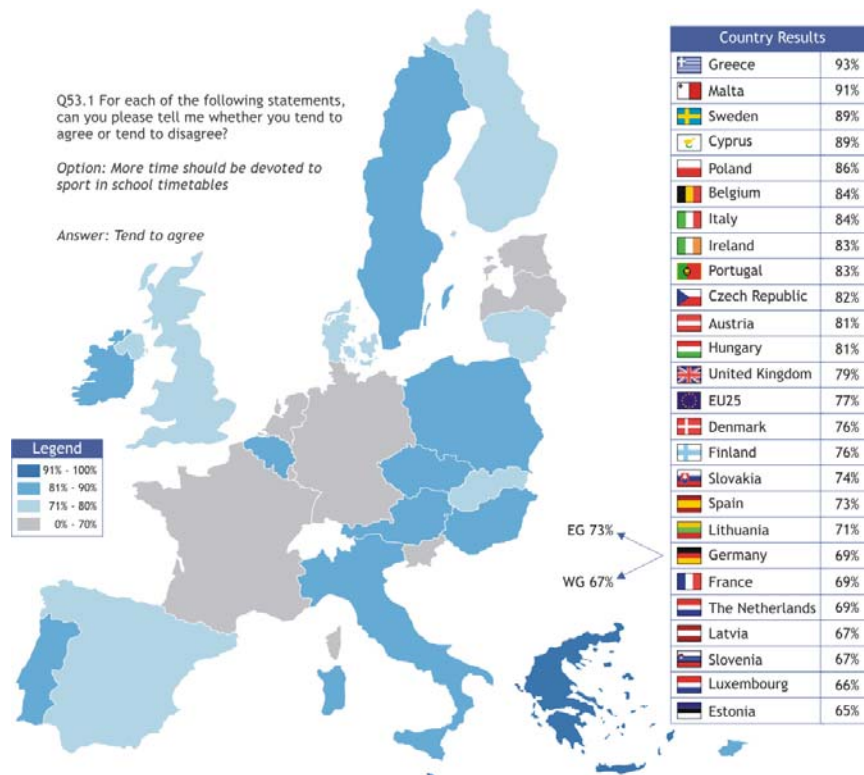 Q53.1 For each of the following statements,
can you please tell me whether you tend to
agree or tend to disagree?
Option: More time should be devoted to
sport in school timetables
Answer: Tend to agree
Legend
91% - 100%
81% - 90%
71% - 80%
0% - 70%
EG 73%
WG 67%
Country Results
Greece 93%
Malta 91%
Sweden 89%
Cyprus 89%
Poland 86%
Belgium 84%
Italy 84%
Ireland 83%
Portugal 83%
Czech Republic 82%
Austria 81%
Hungary 81%
United Kingdom 79%
EU25 77%
Denmark 76%
Finland 76%
Slovakia 74%
Spain 73%
Lithuania 71%
Germany 69%
France 69%
The Netherlands 69%
Latvia 67%
Slovenia 67%
Luxembourg 66%
Estonia 65%